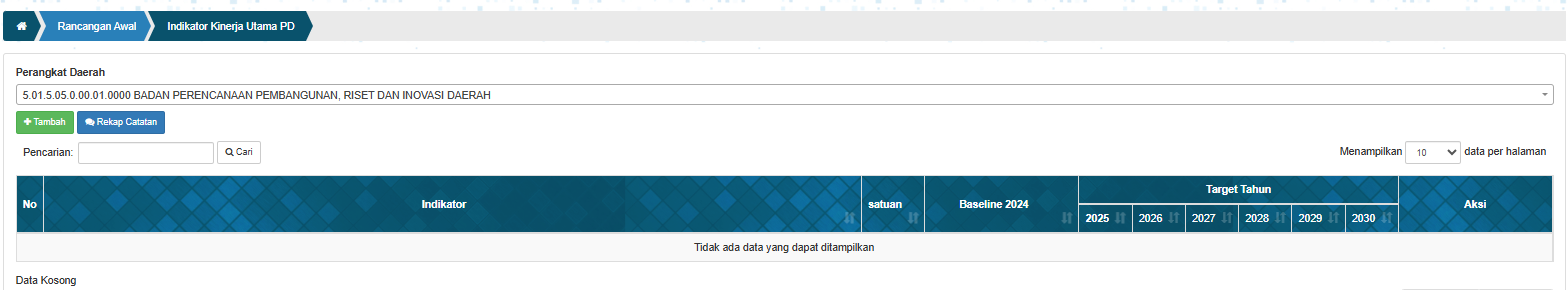 Rancangan Awal Indikator Kinerja Utama PD
Perangkat Daerah
5.01.5.05.0.00.01.0000 BADAN PERENCANAAN PEMBANGUNAN, RISET DAN INOVASI DAERAH
+ Tambah Rekap Catatan
Pencarian: Cari Menampilkan 10 data per halaman
Target Tahun
No Indikator satuan Baseline 2024 Aksi
2025 2026 2027 2028 2029 2030
Tidak ada data yang dapat ditampilkan
Data Kosong